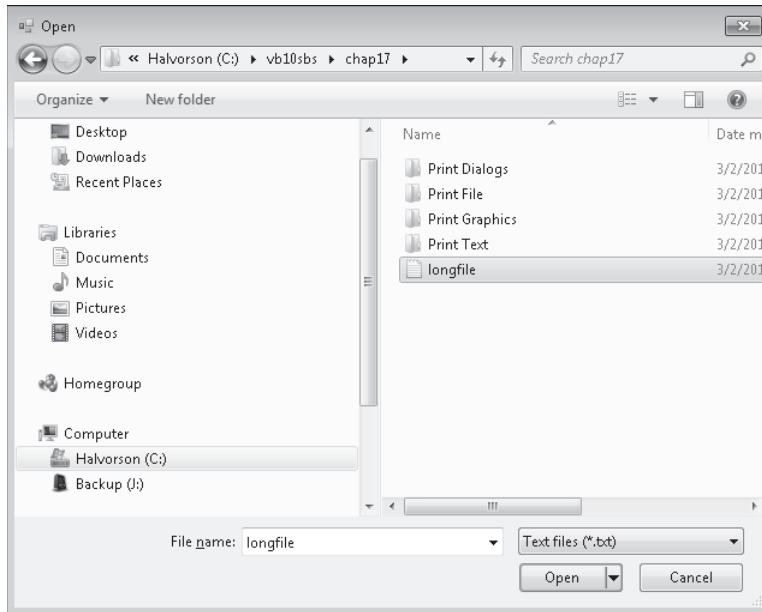 Open
« Halvorson (C:) ▸ vb10sbs ▸ chap17 ▸
Search chap17
Organize
New folder
Desktop
Downloads
Recent Places
Libraries
Documents
Music
Pictures
Videos
Homegroup
Computer
Halvorson (C:)
Backup (J:)
Name
Date m
Print Dialogs
3/2/201
Print File
3/2/201
Print Graphics
3/2/201
Print Text
3/2/201
longfile
3/2/201
File name:
longfile
Text files (*.txt)
Open
Cancel